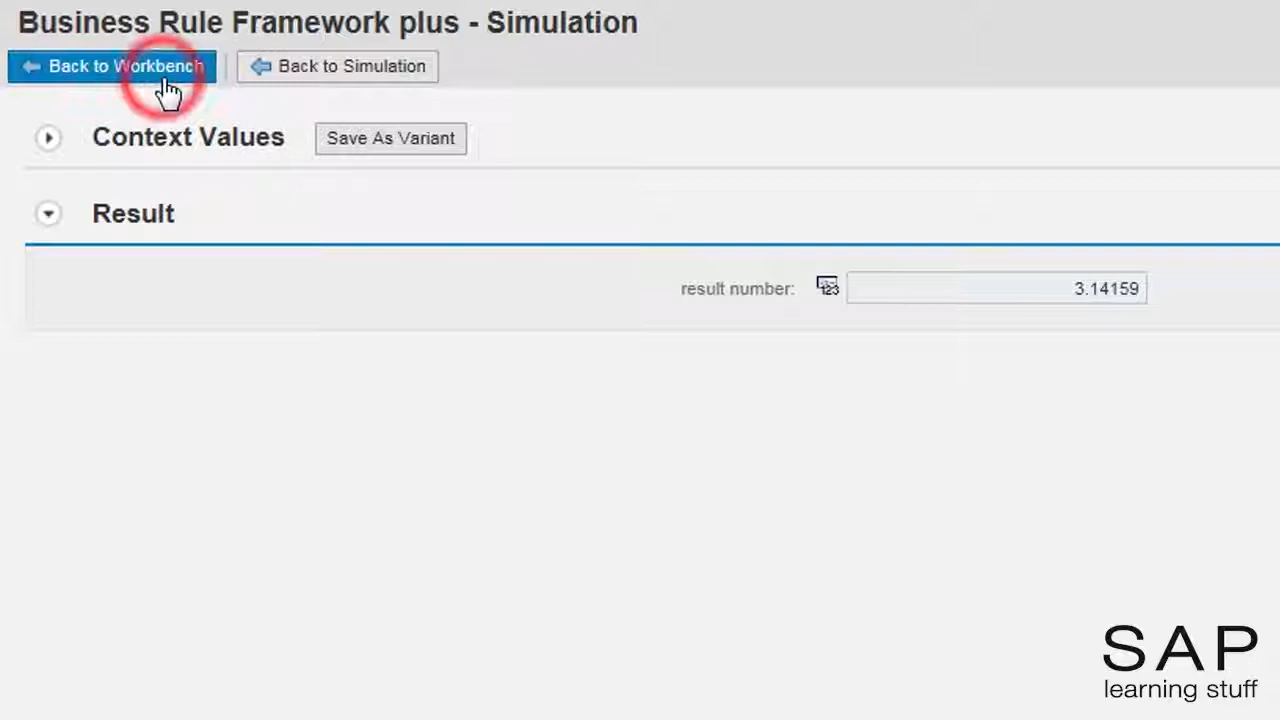 Business Rule Framework plus - Simulation
Back to Workbench
Back to Simulation
Context Values
Save As Variant
Result
result number:
123
3.14159
SAP
learning stuff